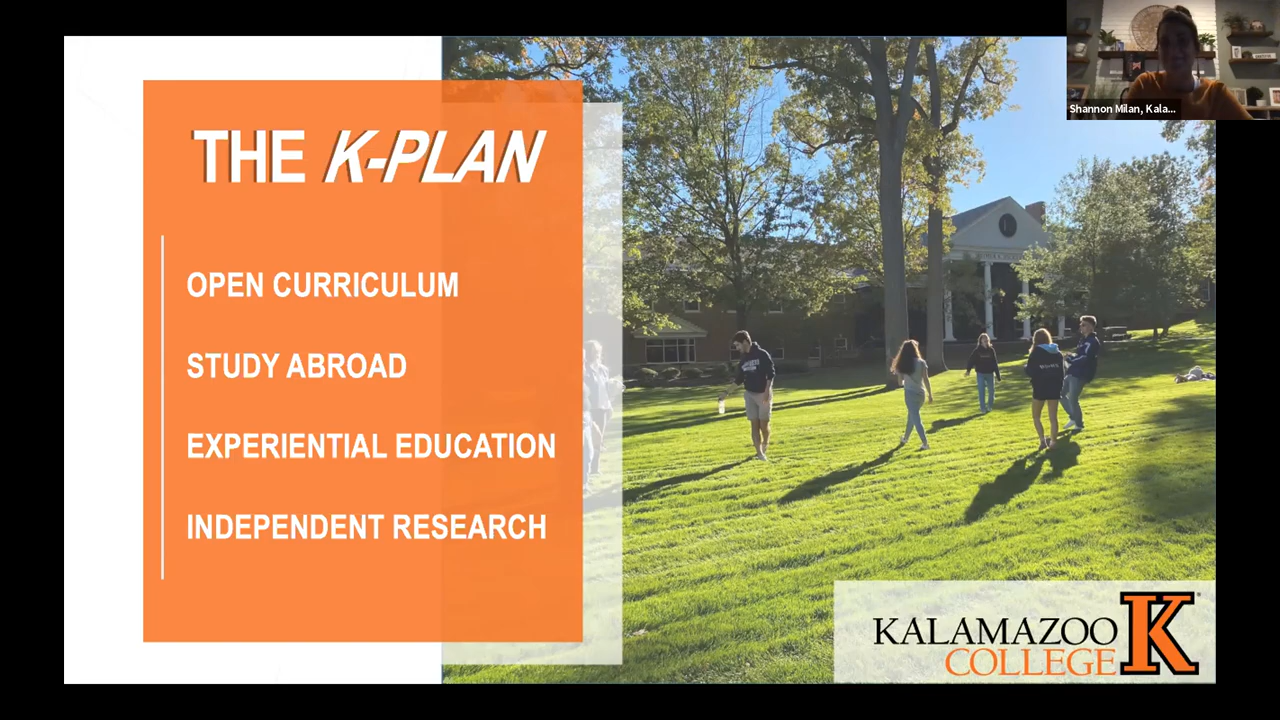 Shannon Milan, Kala...
THE K-PLAN
OPEN CURRICULUM
STUDY ABROAD
EXPERIENTIAL EDUCATION
INDEPENDENT RESEARCH
KALAMAZOO
COLLEGE
K